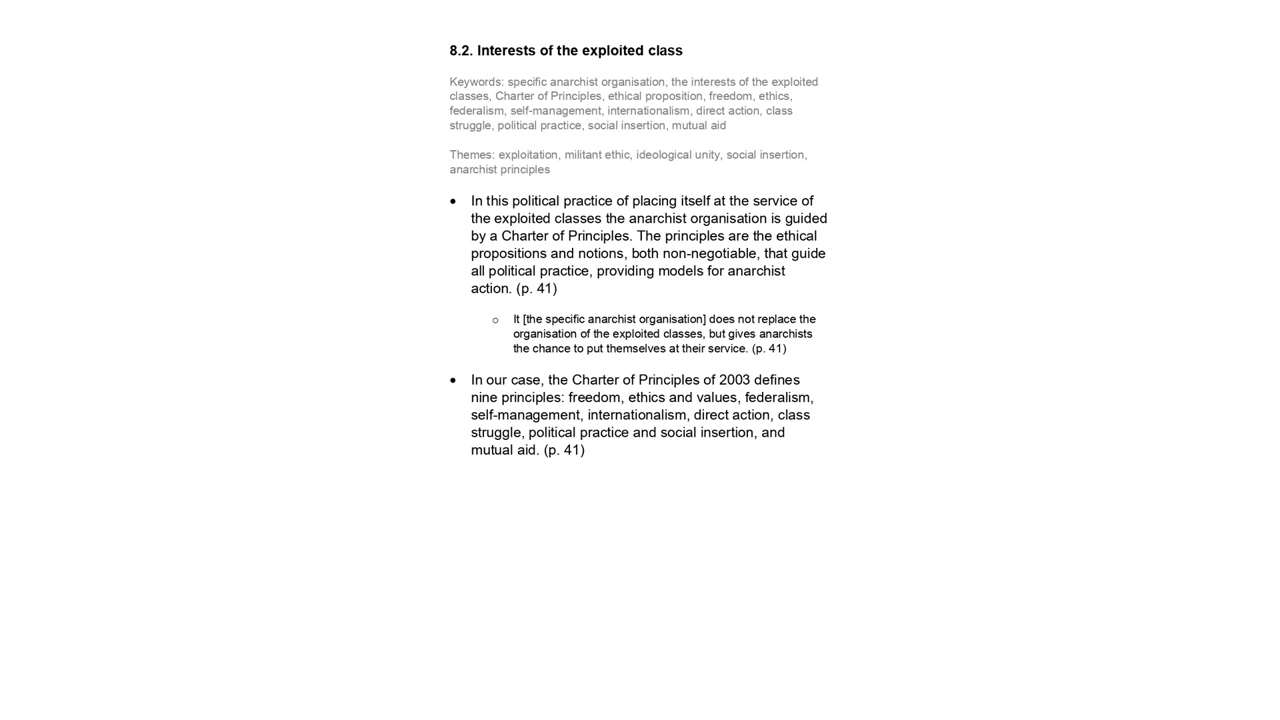 8.2. Interests of the exploited class
Keywords: specific anarchist organisation, the interests of the exploited
classes, Charter of Principles, ethical proposition, freedom, ethics,
federalism, self-management, internationalism, direct action, class
struggle, political practice, social insertion, mutual aid
Themes: exploitation, militant ethic, ideological unity, social insertion,
anarchist principles
• In this political practice of placing itself at the service of
the exploited classes the anarchist organisation is guided
by a Charter of Principles. The principles are the ethical
propositions and notions, both non-negotiable, that guide
all political practice, providing models for anarchist
action. (p. 41)
o It [the specific anarchist organisation] does not replace the
organisation of the exploited classes, but gives anarchists
the chance to put themselves at their service. (p. 41)
• In our case, the Charter of Principles of 2003 defines
nine principles: freedom, ethics and values, federalism,
self-management, internationalism, direct action, class
struggle, political practice and social insertion, and
mutual aid. (p. 41)